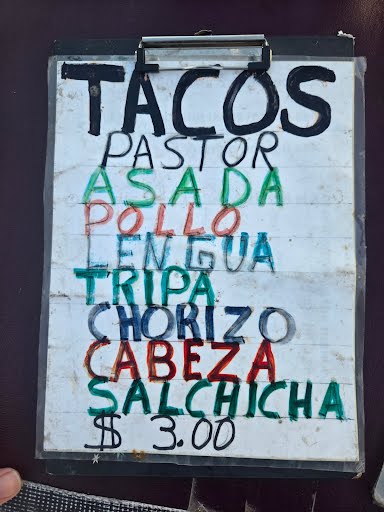 TACOS
PASTOR
ASADA
POLLO
LENGUA
TRIPA
CHORIZO
CABEZA
SALCHICHA
$ 3.00